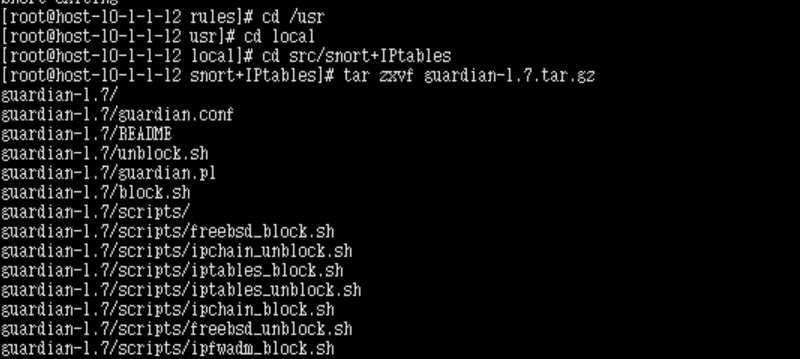 [root@host-10-1-1-12 rules]# cd /usr
[root@host-10-1-1-12 usr]# cd local
[root@host-10-1-1-12 local]# cd src/snort+IPtables
[root@host-10-1-1-12 snort+IPtables]# tar zxvf guardian-1.7.tar.gz
guardian-1.7/
guardian-1.7/guardian.conf
guardian-1.7/README
guardian-1.7/unblock.sh
guardian-1.7/guardian.pl
guardian-1.7/block.sh
guardian-1.7/scripts/
guardian-1.7/scripts/freebsd_block.sh
guardian-1.7/scripts/ipchain_unblock.sh
guardian-1.7/scripts/iptables_block.sh
guardian-1.7/scripts/iptables_unblock.sh
guardian-1.7/scripts/ipchain_block.sh
guardian-1.7/scripts/freebsd_unblock.sh
guardian-1.7/scripts/ipfwadm_block.sh